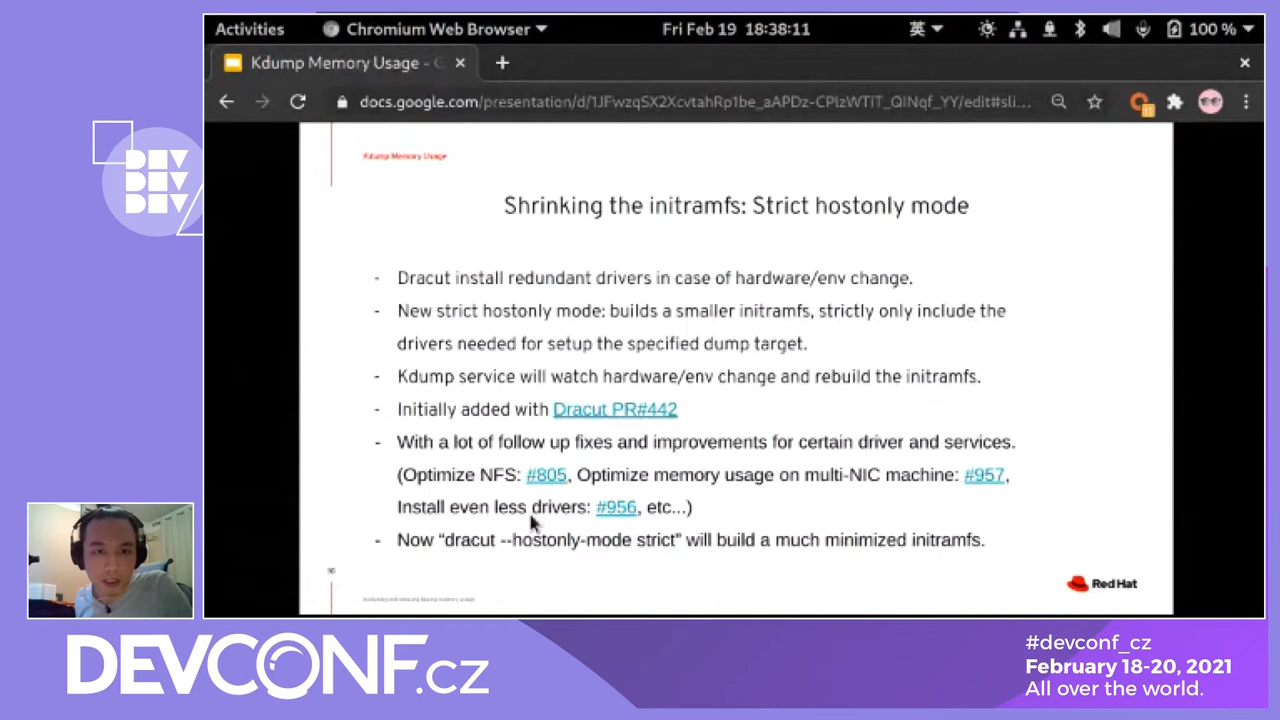 Activities
Chromium Web Browser
Fri Feb 19 18:38:11
英
100 %
Kdump Memory Usage - G
docs.google.com/presentation/d/1JFwzqSX2XcvtahRp1be_aAPDz-CPlzWTiT_QINqf_YY/edit#sli...
11
Kdump Memory Usage
Shrinking the initramfs: Strict hostonly mode
- Dracut install redundant drivers in case of hardware/env change.
- New strict hostonly mode: builds a smaller initramfs, strictly only include the
drivers needed for setup the specified dump target.
- Kdump service will watch hardware/env change and rebuild the initramfs.
- Initially added with Dracut PR#442
- With a lot of follow up fixes and improvements for certain driver and services.
(Optimize NFS: #805, Optimize memory usage on multi-NIC machine: #957,
Install even less drivers: #956, etc...)
- Now “dracut --hostonly-mode strict” will build a much minimized initramfs.
Red Hat
DEV
DEV
DEV
DEVCONF.cz
#devconf_cz
February 18-20, 2021
All over the world.